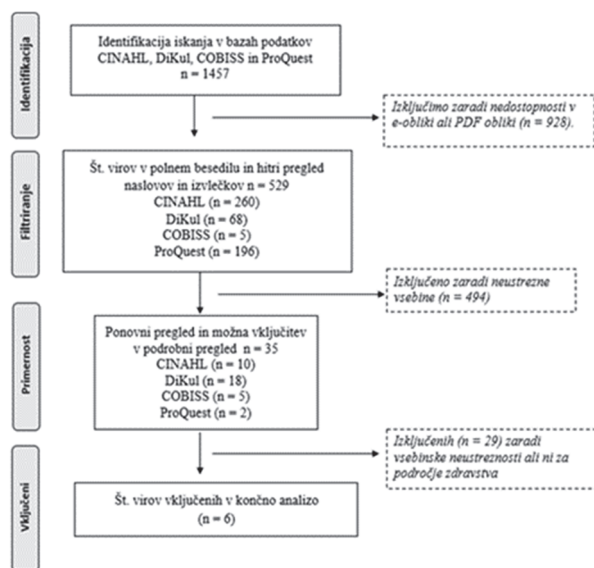 Identifikacija
Identifikacija iskanja v bazah podatkov
CINAHL, DiKul, COBISS in ProQuest
n = 1457
Izključimo zaradi nedostopnosti v
e-obliki ali PDF obliki (n = 928).
Filtriranje
Št. virov v polnem besedilu in hitri pregled
naslovov in izvlečkov n = 529
CINAHL (n = 260)
DiKul (n = 68)
COBISS (n = 5)
ProQuest (n = 196)
Izključeno zaradi neustrezne
vsebine (n = 494)
Primernost
Ponovni pregled in možna vključitev
v podrobni pregled n = 35
CINAHL (n = 10)
DiKul (n = 18)
COBISS (n = 5)
ProQuest (n = 2)
Izključenih (n = 29) zaradi
vsebinske neustreznosti ali ni za
področje zdravstva
Vključeni
Št. virov vključenih v končno analizo
(n = 6)